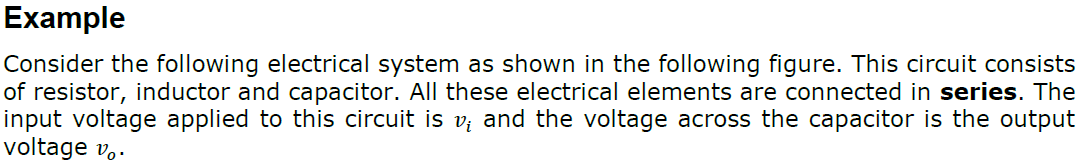 Example
Consider the following electrical system as shown in the following figure. This circuit consists
of resistor, inductor and capacitor. All these electrical elements are connected in series. The
input voltage applied to this circuit is vᵢ and the voltage across the capacitor is the output
voltage vₒ.